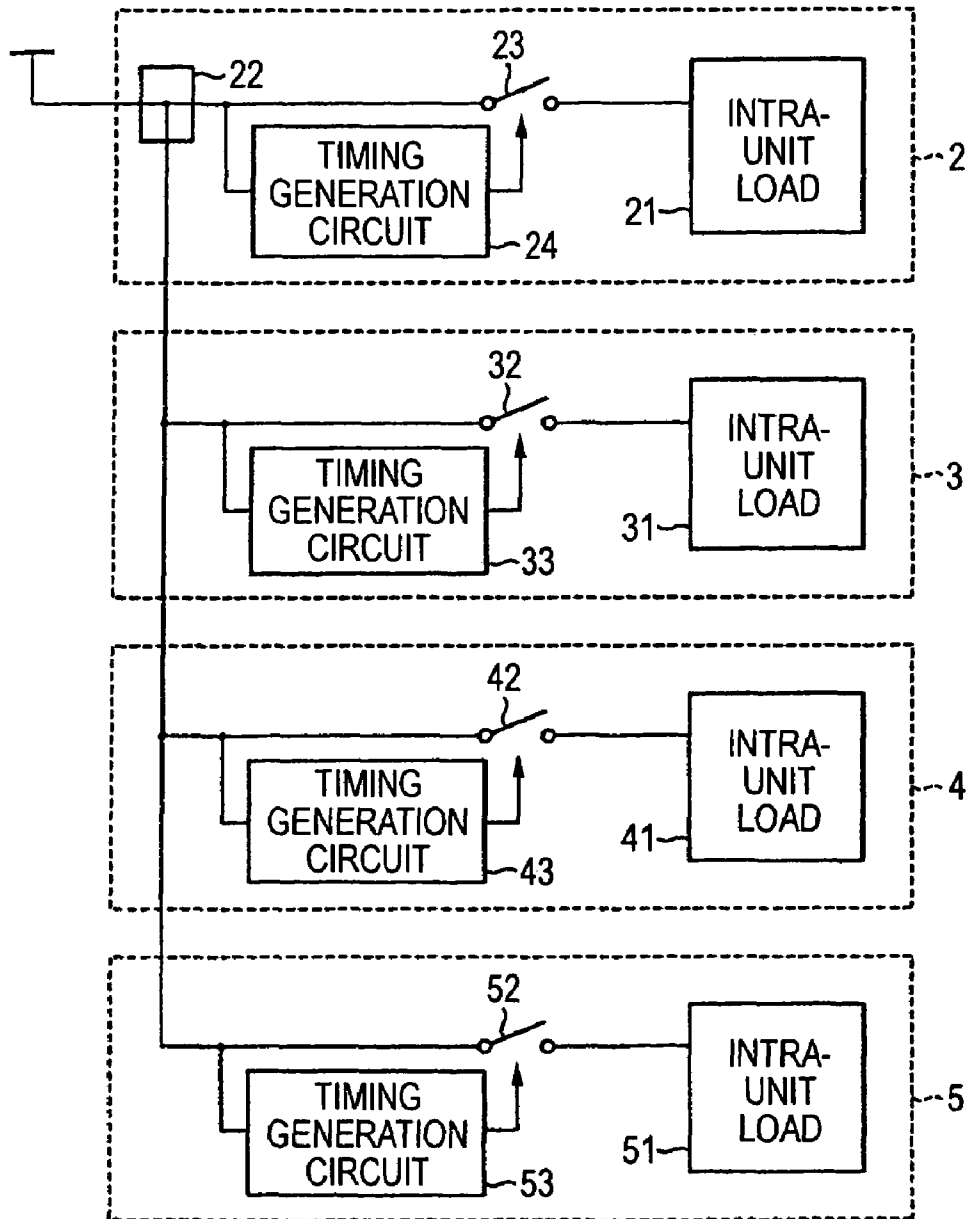 22
23
TIMING
GENERATION
CIRCUIT
24
INTRA-
UNIT
LOAD
21
2
32
TIMING
GENERATION
CIRCUIT
33
INTRA-
UNIT
LOAD
31
3
42
TIMING
GENERATION
CIRCUIT
43
INTRA-
UNIT
LOAD
41
4
52
TIMING
GENERATION
CIRCUIT
53
INTRA-
UNIT
LOAD
51
5